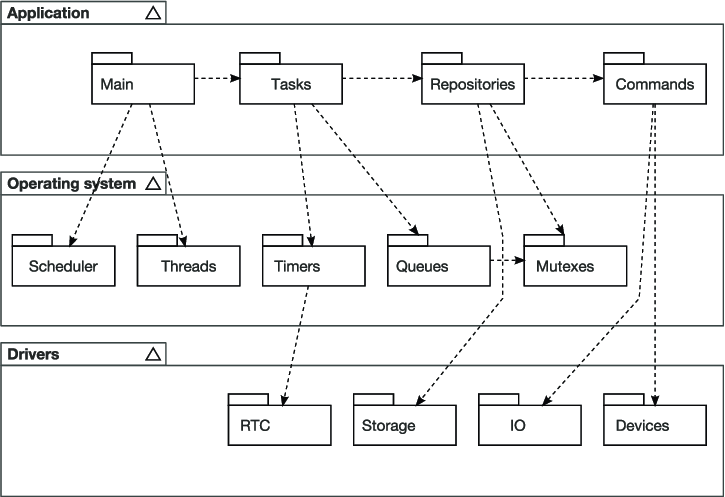 Application
Main
Tasks
Repositories
Commands
Operating system
Scheduler
Threads
Timers
Queues
Mutexes
Drivers
RTC
Storage
IO
Devices